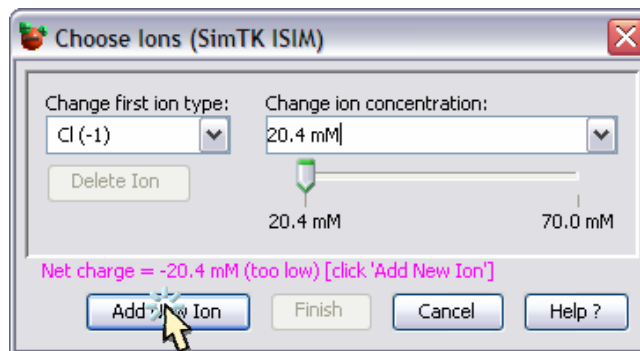 Choose Ions (SimTK ISIM)
Change first ion type: Change ion concentration:
Cl (-1) 20.4 mM
Delete Ion
20.4 mM 70.0 mM
Net charge = -20.4 mM (too low) [click 'Add New Ion']
Add New Ion Finish Cancel Help ?